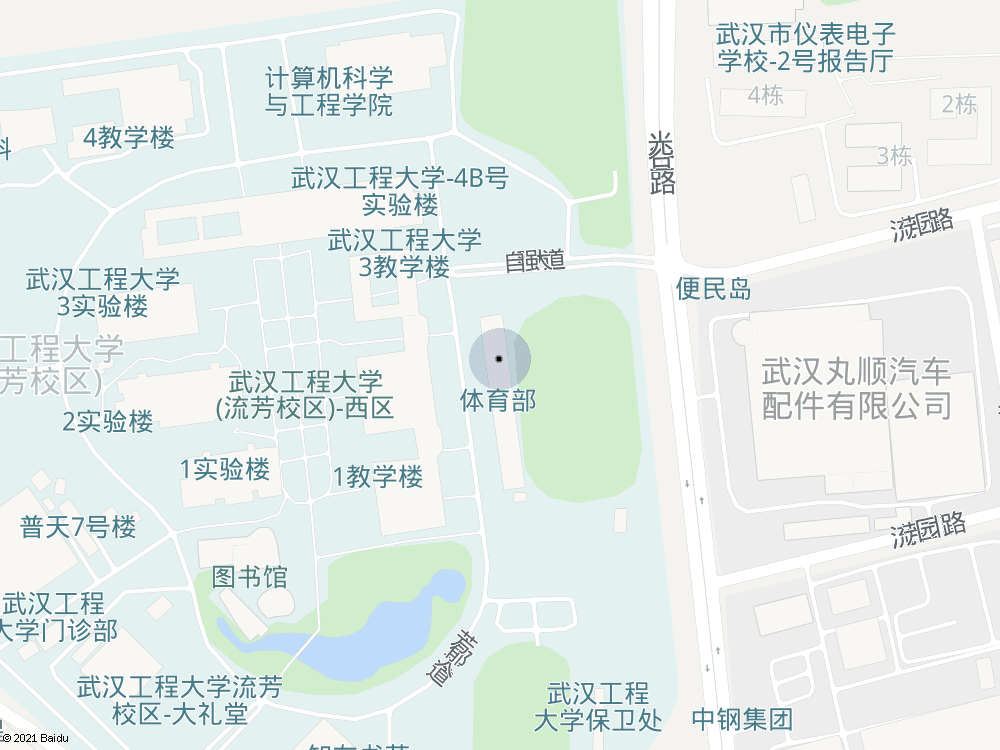 武汉市仪表电子
学校-2号报告厅
计算机科学
与工程学院
4栋
2栋
4教学楼
科
3栋
光谷路
武汉工程大学-4B号
实验楼
流园路
武汉工程大学
3教学楼
自强大道
武汉工程大学
3实验楼
便民岛
工程大学
芳校区)
武汉丸顺汽车
配件有限公司
武汉工程大学
(流芳校区)-西区
体育部
2实验楼
1实验楼
1教学楼
普天7号楼
流园路
图书馆
武汉工程
大学门诊部
芳都道
武汉工程大学流芳
校区-大礼堂
武汉工程
大学保卫处
中钢集团
© 2021 Baidu